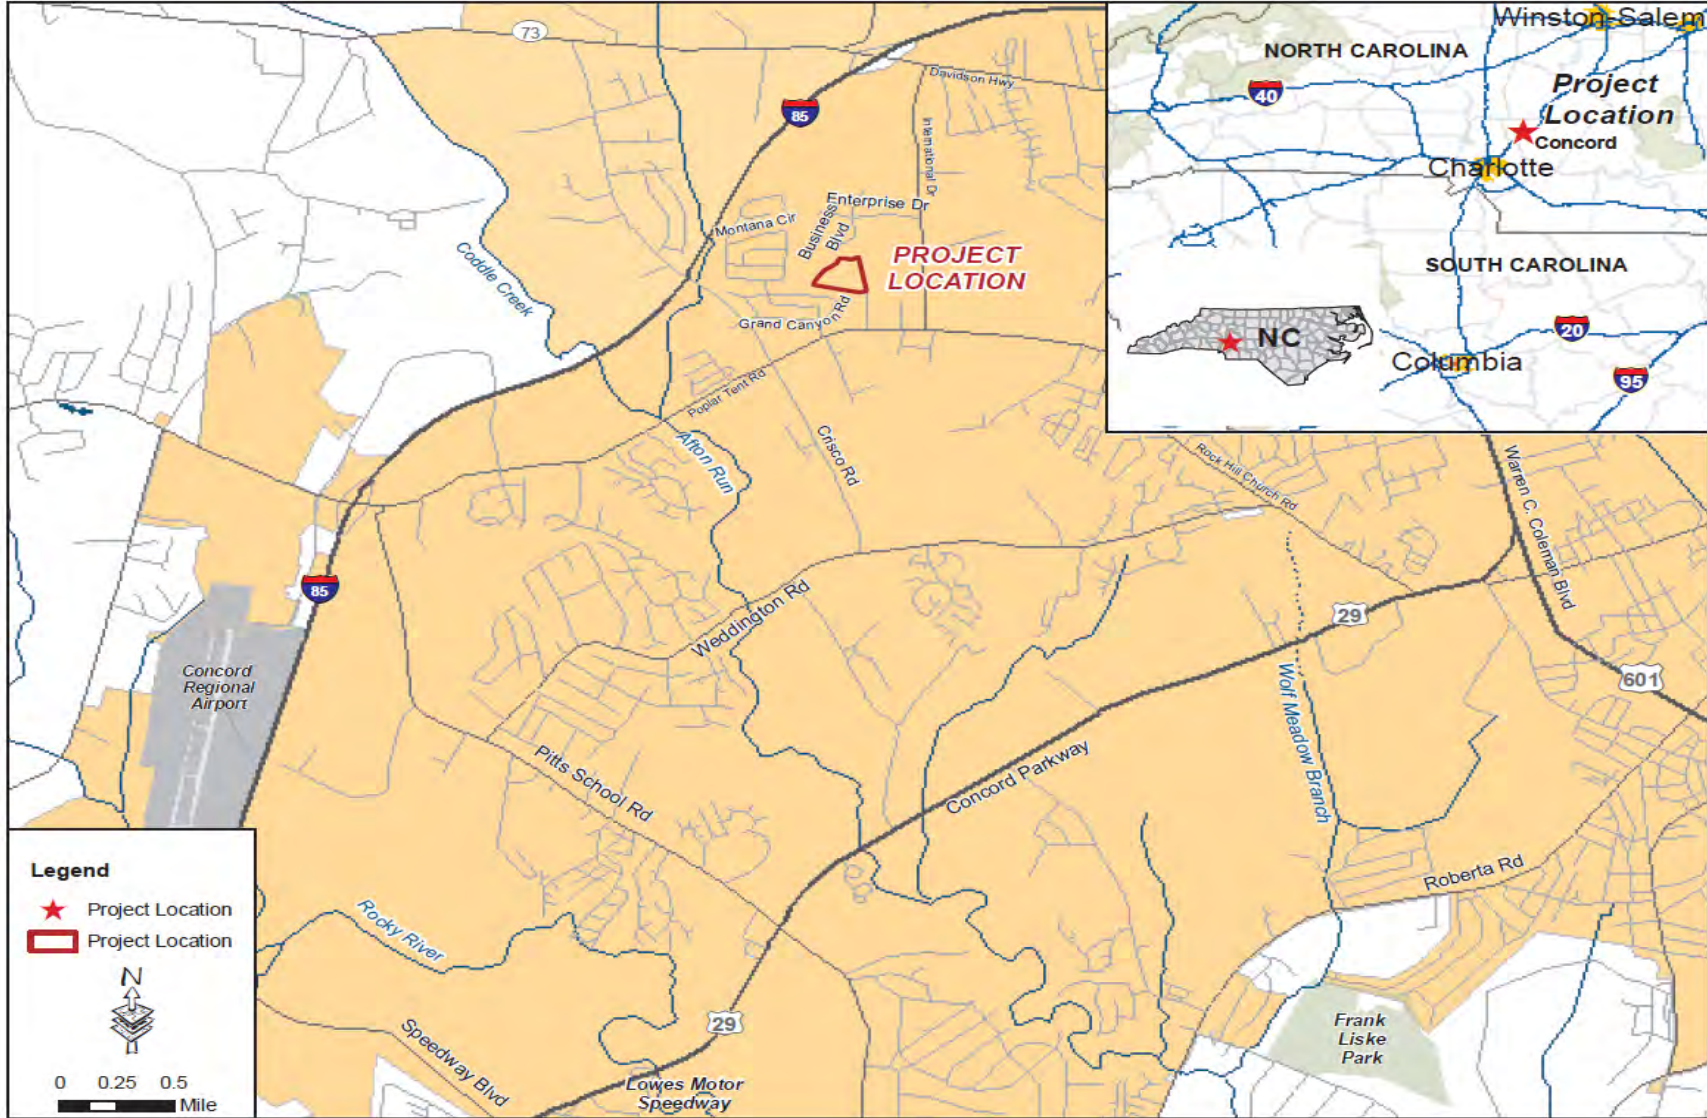 73
Davidson Hwy
85
International Dr
Enterprise Dr
Business
Blvd
Montana Cir
PROJECT
LOCATION
Coddle Creek
Grand Canyon Rd
Poplar Tent Rd
Afton Run
Crisco Rd
Rock Hill Church Rd
Warren C. Coleman Blvd
85
29
Weddington Rd
601
Concord
Regional
Airport
Wolf Meadow Branch
Pitts School Rd
Concord Parkway
Roberta Rd
Rocky River
29
Speedway Blvd
Lowes Motor
Speedway
Frank
Liske
Park
Winston-Salem
NORTH CAROLINA
40
Project
Location
Concord
Charlotte
SOUTH CAROLINA
NC
20
Columbia
95
Legend
Project Location
Project Location
N
0 0.25 0.5
Mile